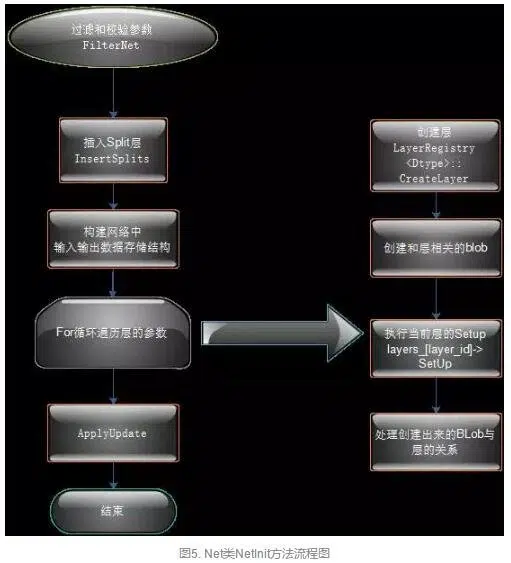 过滤和校验参数
FilterNet
插入Split层
InsertSplits
构建网络中
输入输出数据存储结构
For循环遍历层的参数
ApplyUpdate
结束
创建层
LayerRegistry
<Dtype>::
CreateLayer
创建和层相关的blob
执行当前层的Setup
layers_[layer_id]->
SetUp
处理创建出来的BLob与
层的关系
图5. Net类NetInit方法流程图